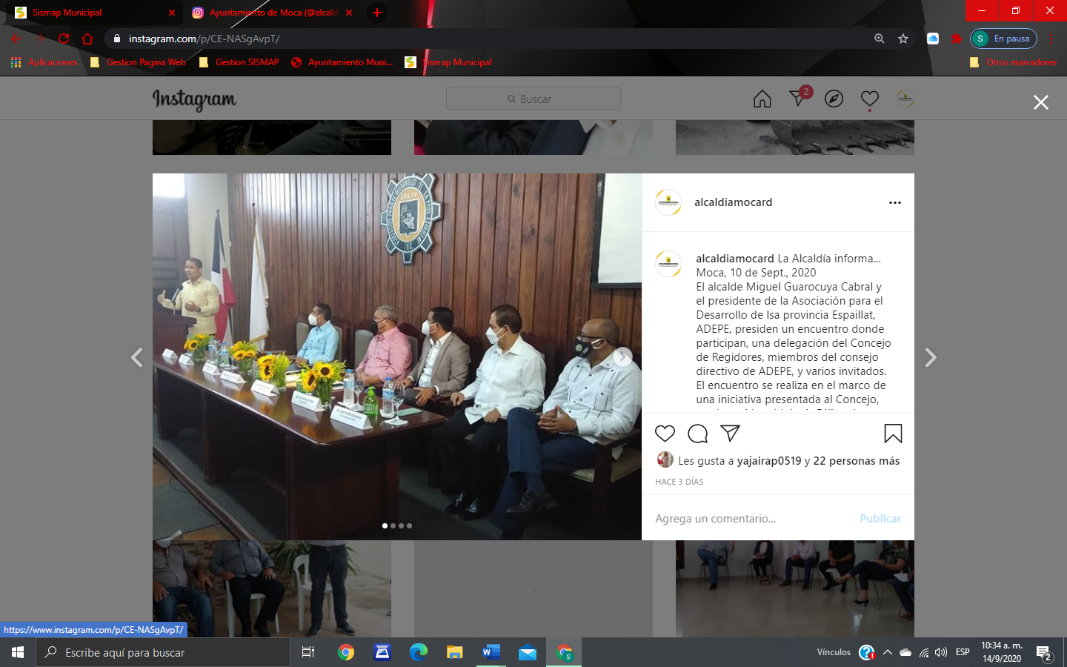 Sismap Municipal
Ayuntamiento de Moca (@alcald
instagram.com/p/CE-NASgAvpT/
S
En pausa
Aplicaciones
Gestion Pagina Web
Gestion SISMAP
Ayuntamiento Muni...
Sismap Municipal
Otros marcadores
Instagram
Buscar
2
alcaldiamocard
alcaldiamocard La Alcaldía informa...
Moca, 10 de Sept., 2020
El alcalde Miguel Guarocuya Cabral y
el presidente de la Asociación para el
Desarrollo de lsa provincia Espaillat,
ADEPE, presiden un encuentro donde
participan, una delegación del Concejo
de Regidores, miembros del consejo
directivo de ADEPE, y varios invitados.
El encuentro se realiza en el marco de
una iniciativa presentada al Concejo,
Les gusta a yajairap0519 y 22 personas más
HACE 3 DÍAS
Agrega un comentario...
Publicar
https://www.instagram.com/p/CE-NASgAvpT/
Escribe aquí para buscar
Vínculos
ESP
10:34 a. m.
14/9/2020
2